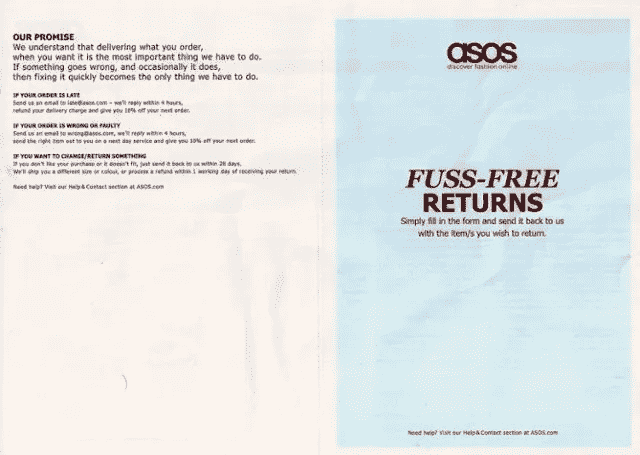 OUR PROMISE
We understand that delivering what you order,
when you want it is the most important thing we have to do.
If something goes wrong, and occasionally it does,
then fixing it quickly becomes the only thing we have to do.
IF YOUR ORDER IS LATE
Send us an email to late@asos.com – we'll reply within 4 hours,
refund your delivery charge and give you 10% off your next order.
IF YOUR ORDER IS WRONG OR FAULTY
Send us an email to wrong@asos.com, we'll reply within 4 hours,
send the right item out to you on a next day service and give you 10% off your next order.
IF YOU WANT TO CHANGE/RETURN SOMETHING
If you don't like your purchase or it doesn't fit, just send it back to us within 28 days,
We'll ship you a different size or colour, or process a refund within 1 working day of receiving your return.
Need help? Visit our Help&Contact section at ASOS.com
asos
discover fashion online
FUSS-FREE
RETURNS
Simply fill in the form and send it back to us
with the item/s you wish to return.
Need help? Visit our Help&Contact section at ASOS.com